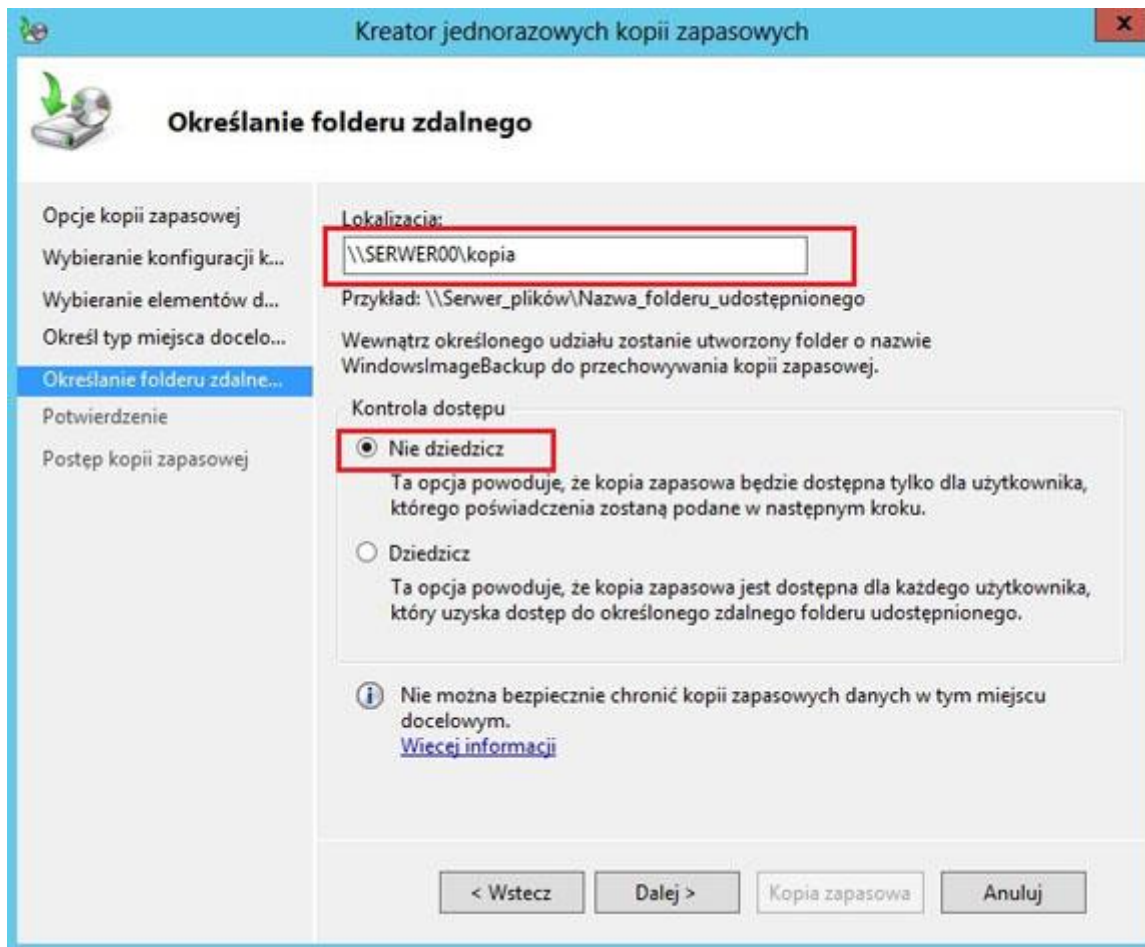 Kreator jednorazowych kopii zapasowych
x
Określanie folderu zdalnego
Opcje kopii zapasowej
Wybieranie konfiguracji k...
Wybieranie elementów d...
Określ typ miejsca docelo...
Określanie folderu zdalne...
Potwierdzenie
Postęp kopii zapasowej
Lokalizacja:
\\SERWER00\kopia
Przykład: \\Serwer_plików\Nazwa_folderu_udostępnionego
Wewnątrz określonego udziału zostanie utworzony folder o nazwie
WindowsImageBackup do przechowywania kopii zapasowej.
Kontrola dostępu
Nie dziedzicz
Ta opcja powoduje, że kopia zapasowa będzie dostępna tylko dla użytkownika,
którego poświadczenia zostaną podane w następnym kroku.
Dziedzicz
Ta opcja powoduje, że kopia zapasowa jest dostępna dla każdego użytkownika,
który uzyska dostęp do określonego zdalnego folderu udostępnionego.
Nie można bezpiecznie chronić kopii zapasowych danych w tym miejscu
docelowym.
Więcej informacji
< Wstecz
Dalej >
Kopia zapasowa
Anuluj